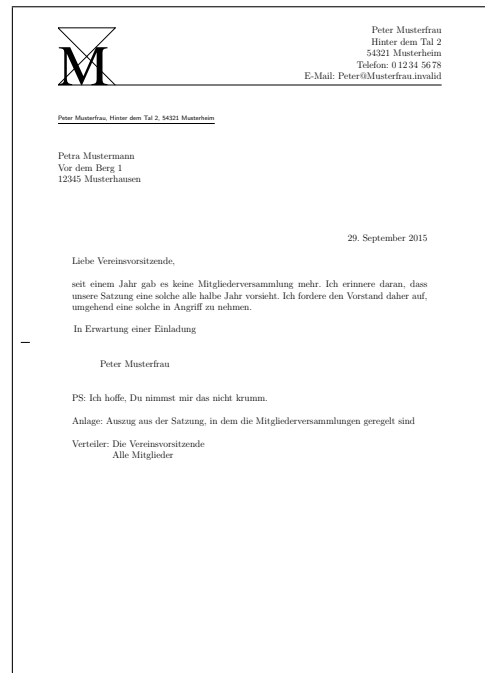 M
Peter Musterfrau
Hinter dem Tal 2
54321 Musterheim
Telefon: 0 12 34 56 78
E-Mail: Peter@Musterfrau.invalid
Peter Musterfrau, Hinter dem Tal 2, 54321 Musterheim
Petra Mustermann
Vor dem Berg 1
12345 Musterhausen
29. September 2015
Liebe Vereinsvorsitzende,
seit einem Jahr gab es keine Mitgliederversammlung mehr. Ich erinnere daran, dass
unsere Satzung eine solche alle halbe Jahr vorsieht. Ich fordere den Vorstand daher auf,
umgehend eine solche in Angriff zu nehmen.
In Erwartung einer Einladung
Peter Musterfrau
PS: Ich hoffe, Du nimmst mir das nicht krumm.
Anlage: Auszug aus der Satzung, in dem die Mitgliederversammlungen geregelt sind
Verteiler: Die Vereinsvorsitzende
Alle Mitglieder